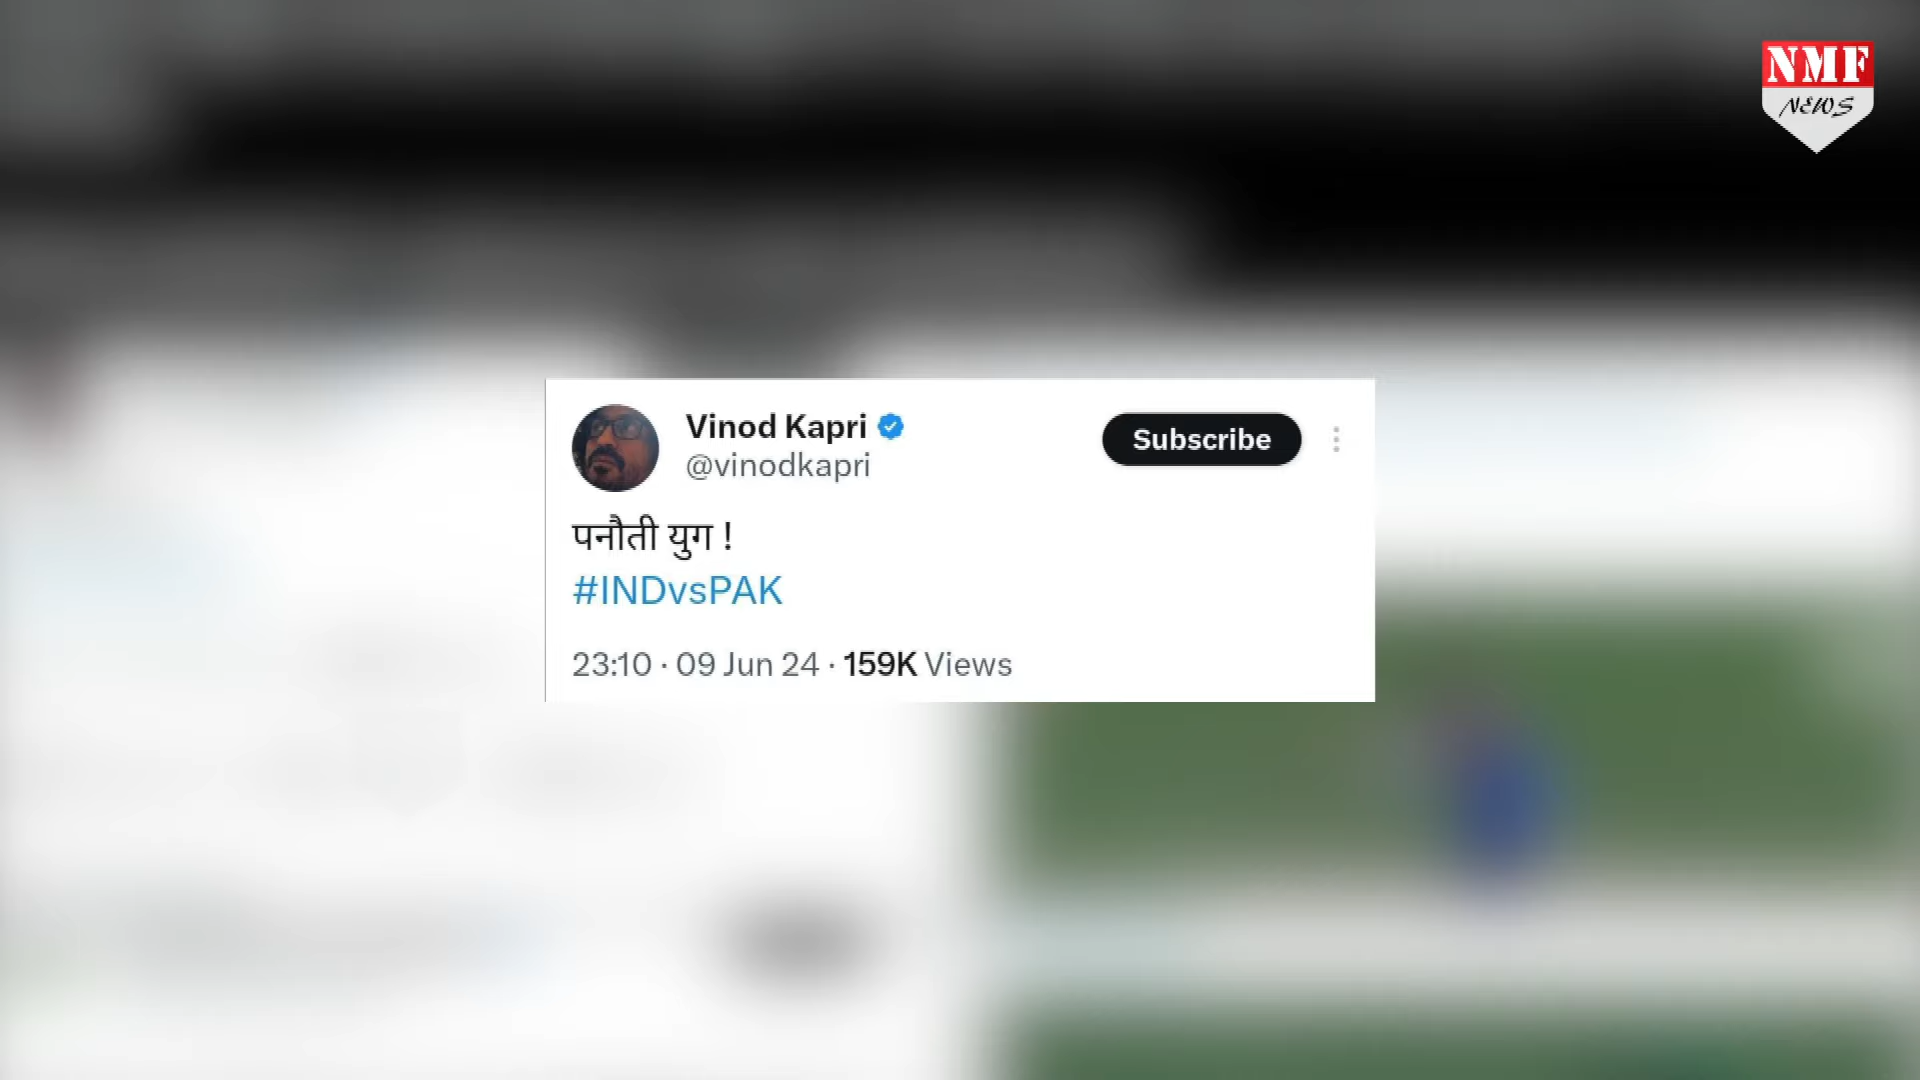 NMF
NEWS
Vinod Kapri
Subscribe
@vinodkapri
पनौती युग !
#INDvsPAK
23:10 · 09 Jun 24 · 159K Views